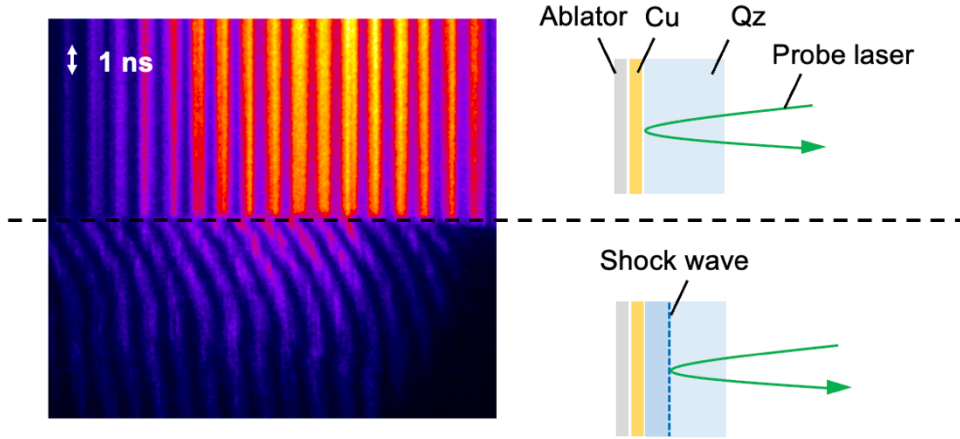 1 ns
Ablator
Cu
Qz
Probe laser
Shock wave